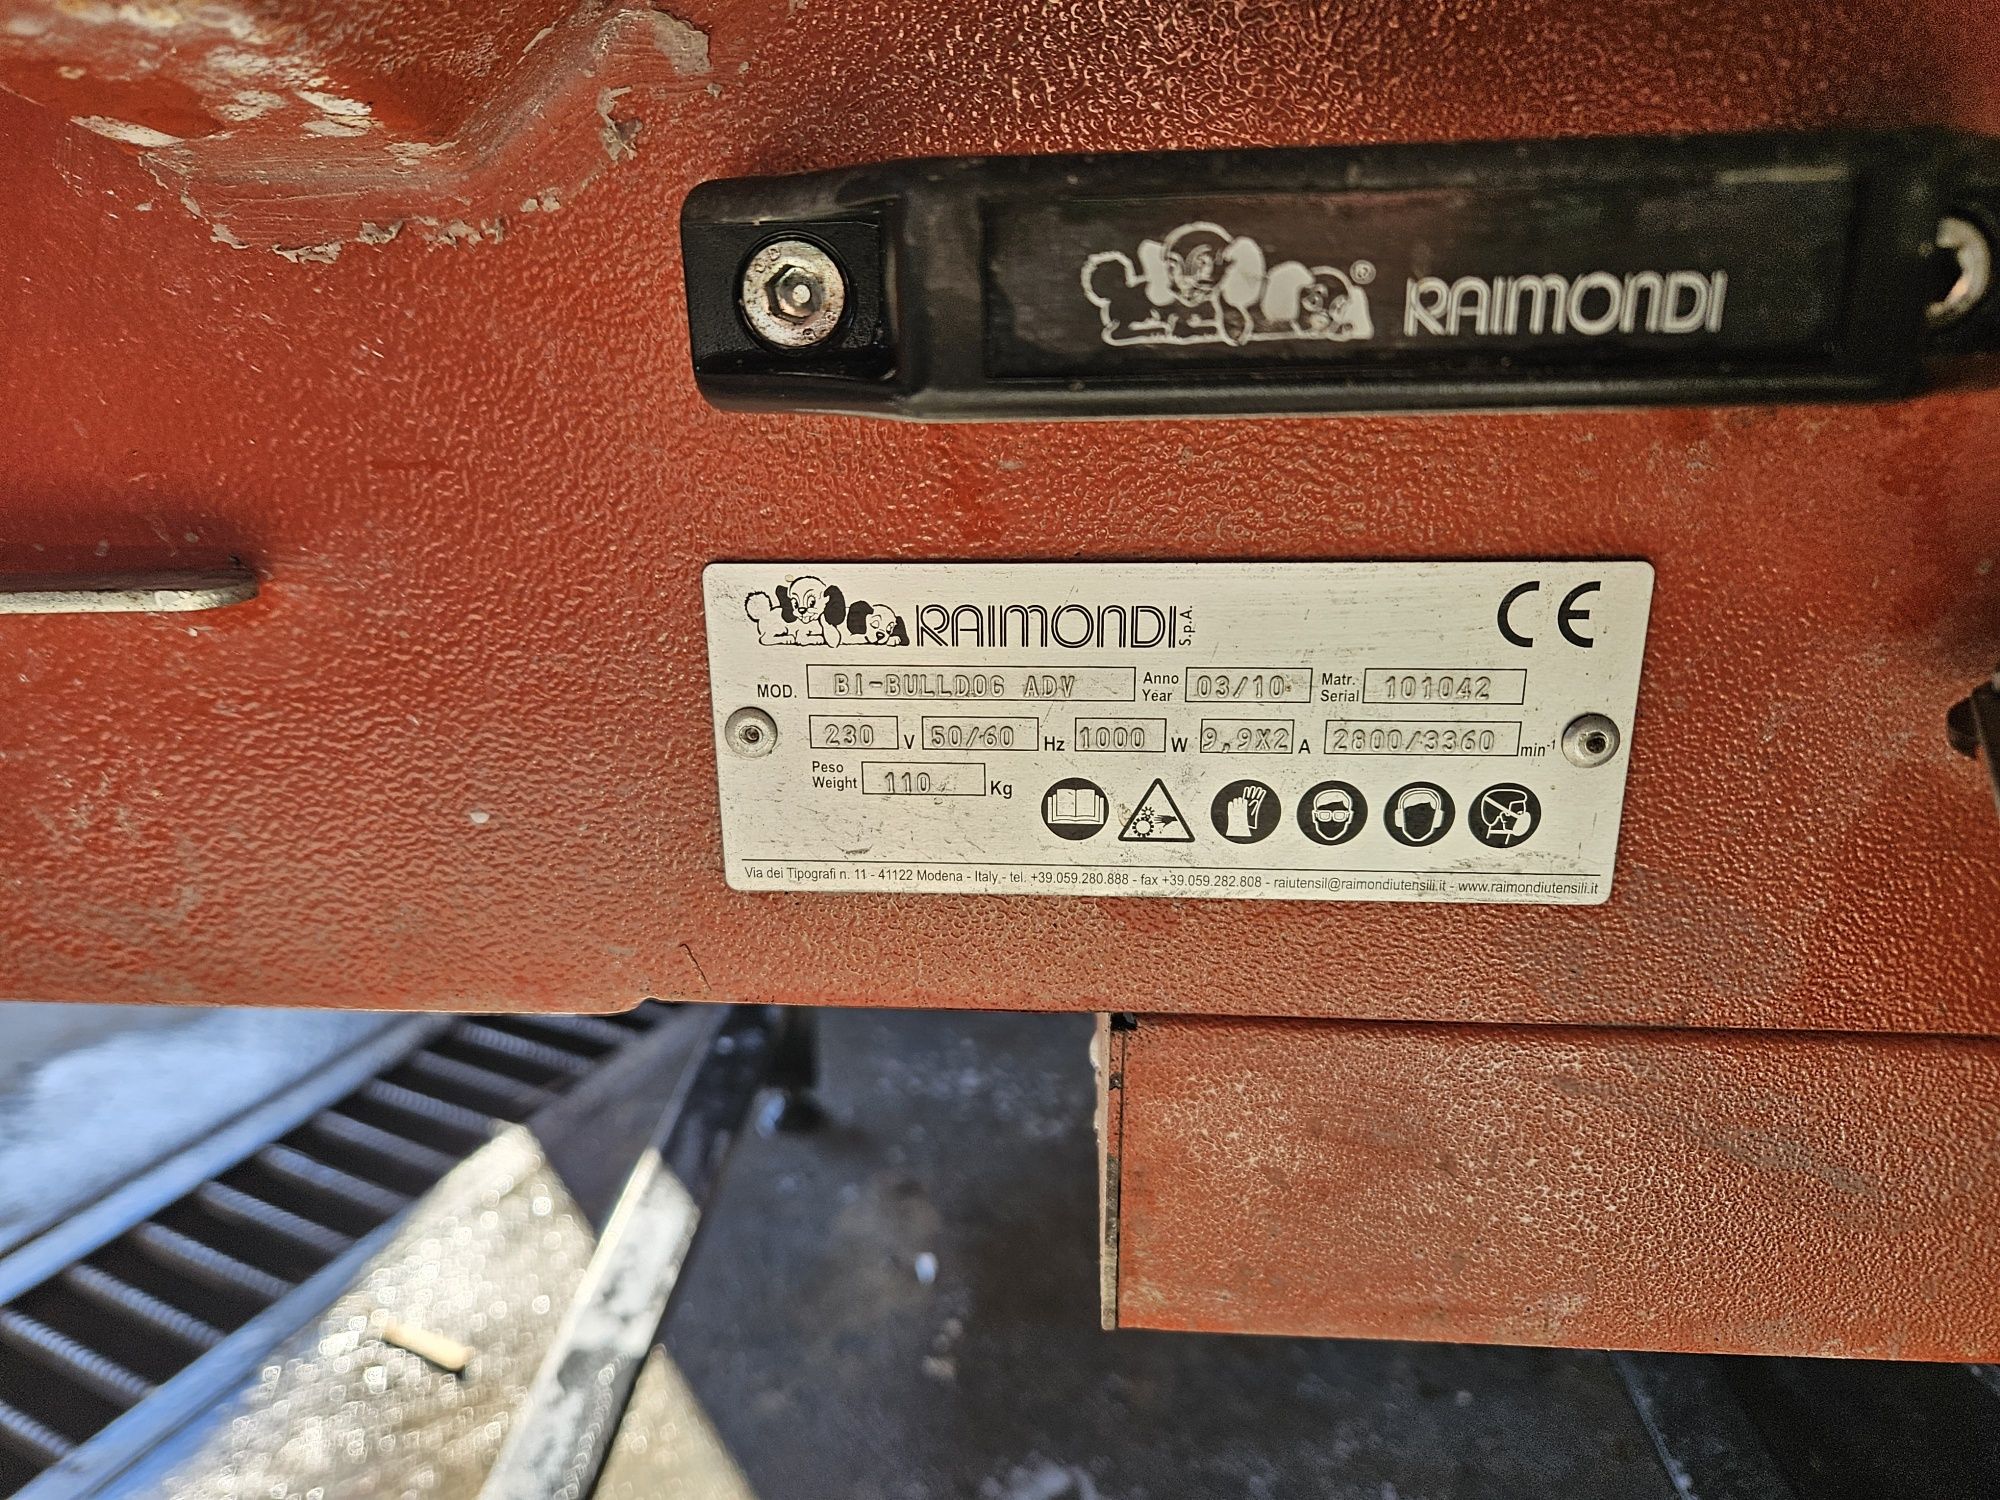 ® RAIMONDI
RAIMONDI S.p.A. CE
MOD. BI-BULLDOG ADV Anno Year 03/10 Matr. Serial 101042
230 V 50/60 Hz 1000 W 9,9X2 A 2800/3360 min-1
Peso Weight 110 Kg
Via dei Tipografi n. 11 - 41122 Modena - Italy - tel. +39.059.280.888 - fax +39.059.282.808 - raiutensil@raimondiutensili.it - www.raimondiutensili.it